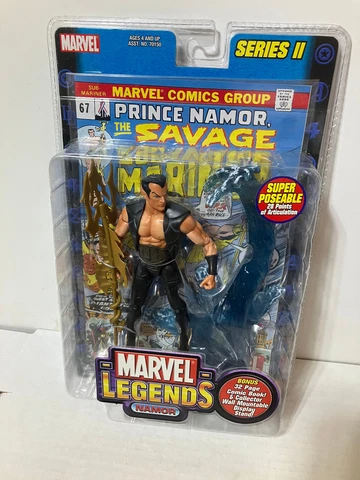 MARVEL
AGES 4 AND UP
ASST. NO. 70150
SERIES II
SUB-
MARINER
MARVEL COMICS GROUP
67
PRINCE NAMOR,
THE SAVAGE
SUB-MARINER
SUPER
POSEABLE
28 Points
of Articulation
MARVEL
LEGENDS
NAMOR
BONUS
32 Page
Comic Book!
& Collector
Wall Mountable
Display
Stand!